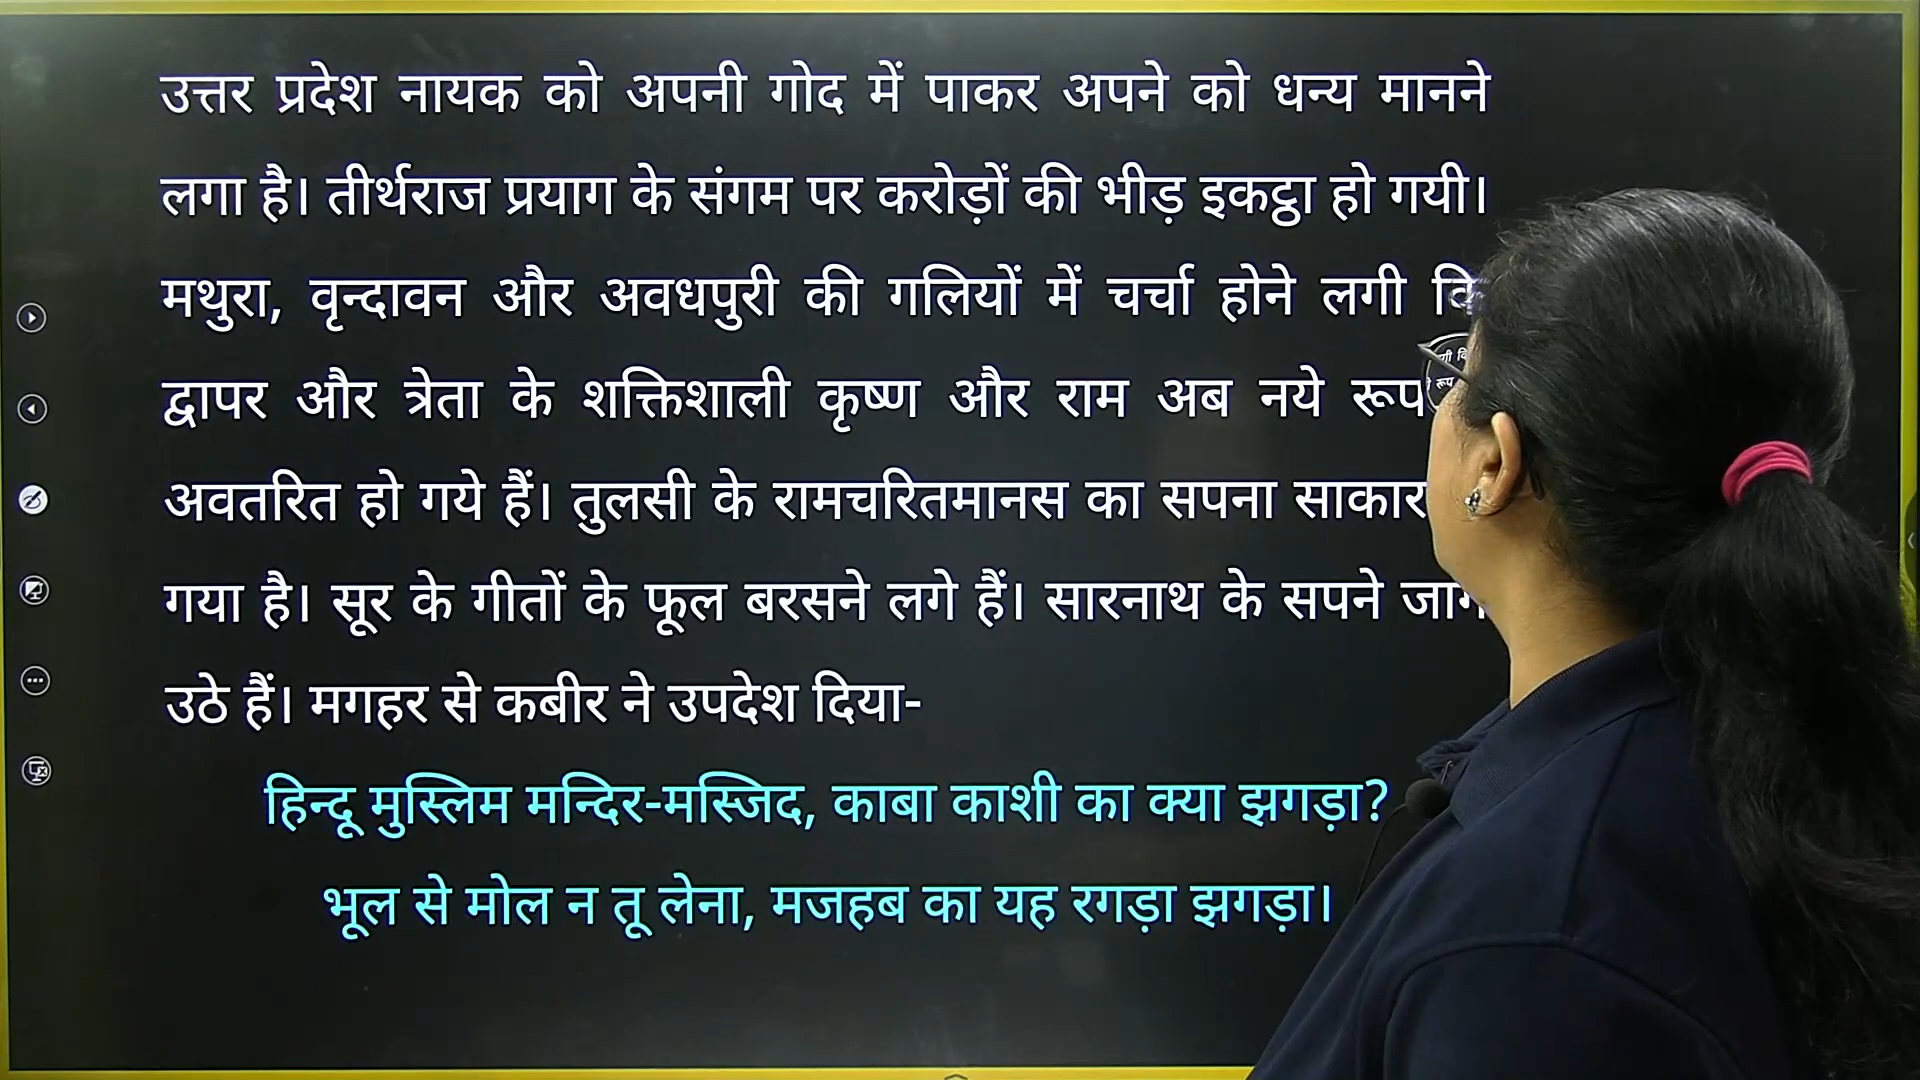 उत्तर प्रदेश नायक को अपनी गोद में पाकर अपने को धन्य मानने
लगा है। तीर्थराज प्रयाग के संगम पर करोड़ों की भीड़ इकट्ठा हो गयी।
मथुरा, वृन्दावन और अवधपुरी की गलियों में चर्चा होने लगी कि
द्वापर और त्रेता के शक्तिशाली कृष्ण और राम अब नये रूप
अवतरित हो गये हैं। तुलसी के रामचरितमानस का सपना साकार
गया है। सूर के गीतों के फूल बरसने लगे हैं। सारनाथ के सपने जाग
उठे हैं। मगहर से कबीर ने उपदेश दिया-
हिन्दू मुस्लिम मन्दिर-मस्जिद, काबा काशी का क्या झगड़ा?
भूल से मोल न तू लेना, मजहब का यह रगड़ा झगड़ा।